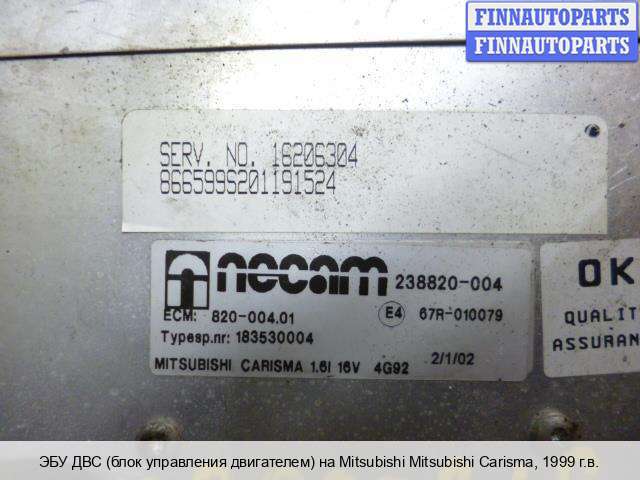 FINNAUTOPARTS
FINNAUTOPARTS
SERV. NO. 16206304
866599S201191524
necam 238820-004
ECM: 820-004.01 E4 67R-010079
Typesp.nr: 183530004
MITSUBISHI CARISMA 1.6I 16V 4G92 2/1/02
OK
QUALIT
ASSURAN
ЭБУ ДВС (блок управления двигателем) на Mitsubishi Mitsubishi Carisma, 1999 г.в.